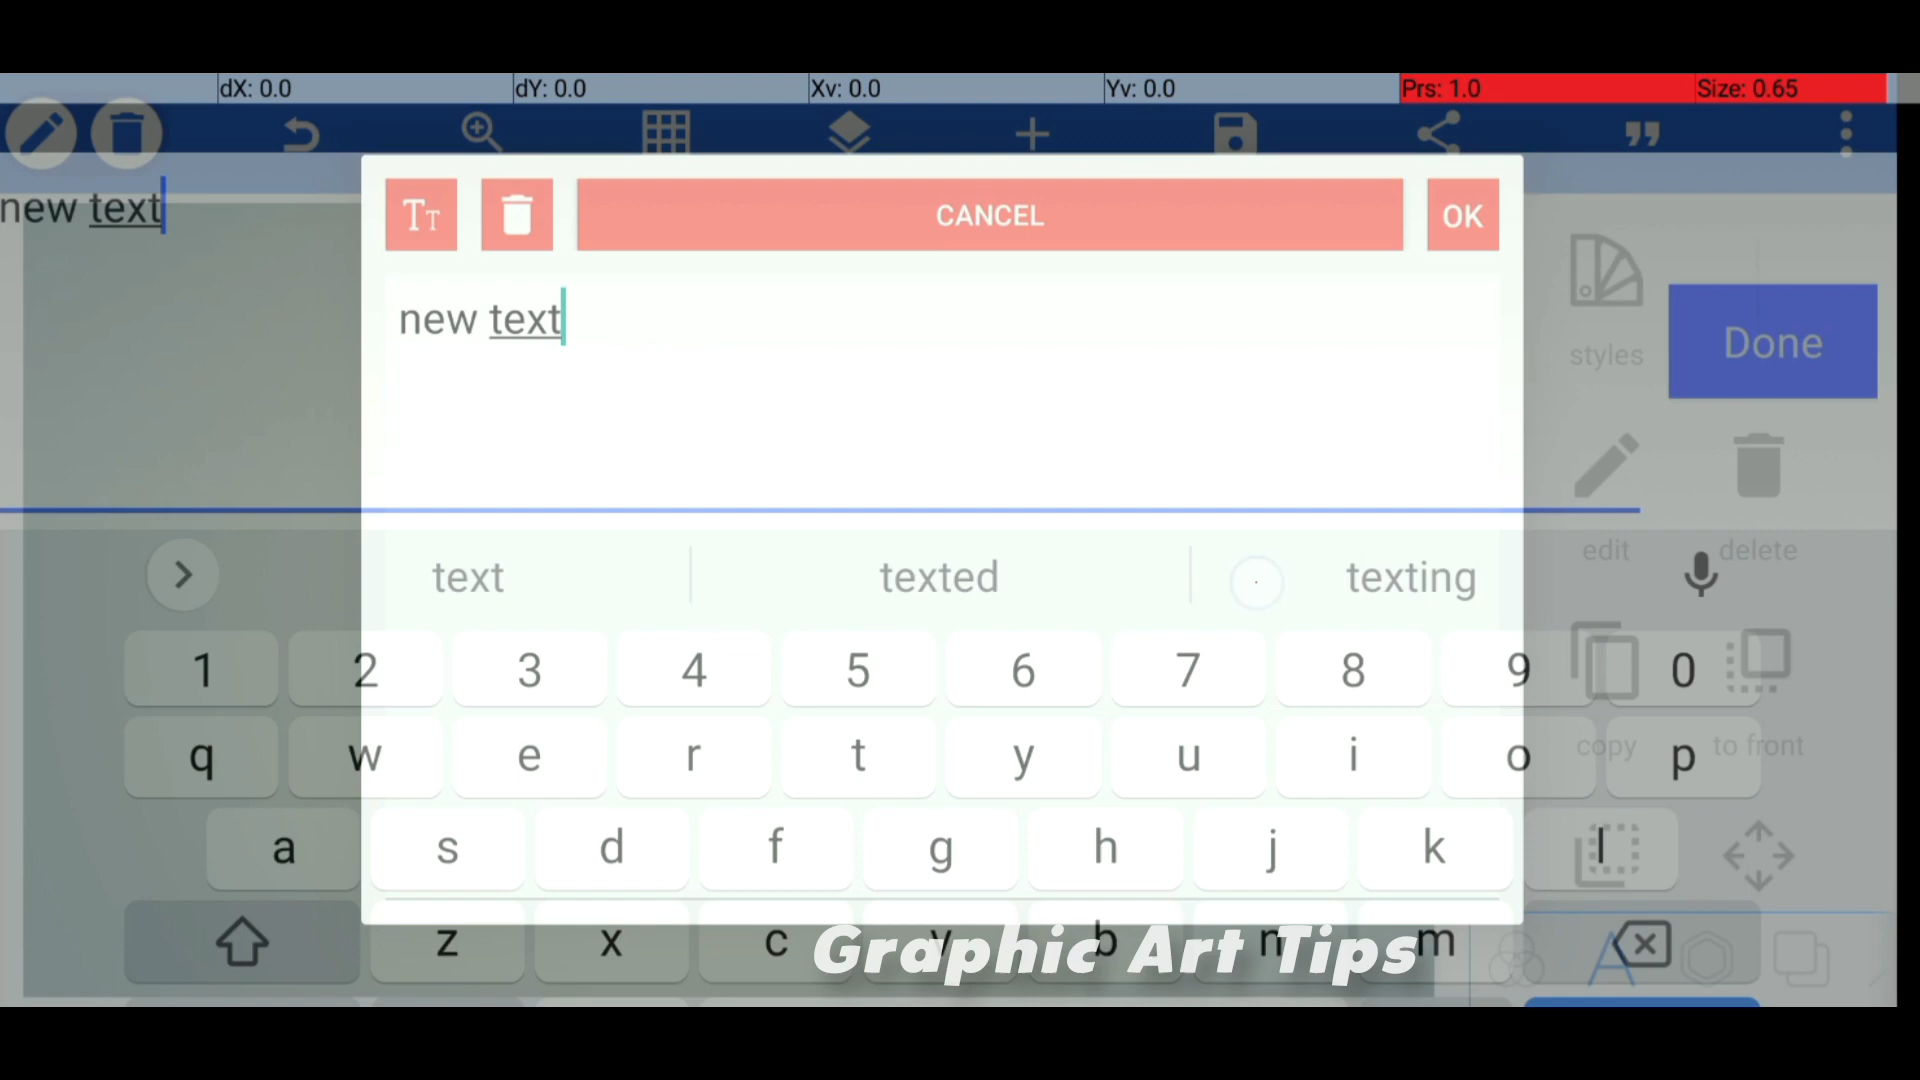 dX: 0.0 dY: 0.0 Xv: 0.0 Yv: 0.0 Prs: 1.0 Size: 0.65
new text
TT CANCEL OK
new text
styles Done
edit delete
text texted texting
1 2 3 4 5 6 7 8 9 0
copy to front
q w e r t y u i o p
a s d f g h j k l
z x c v b n m
Graphic Art Tips
A